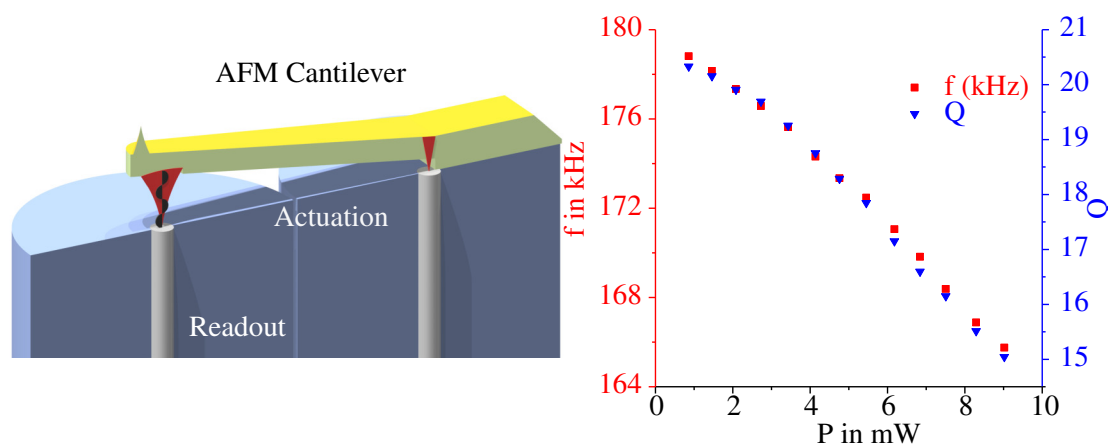 AFM Cantilever
Actuation
Readout
f in kHz
180
176
172
168
164
f (kHz)
Q
21
20
19
18
17
16
15
Q
0
2
4
6
8
10
P in mW